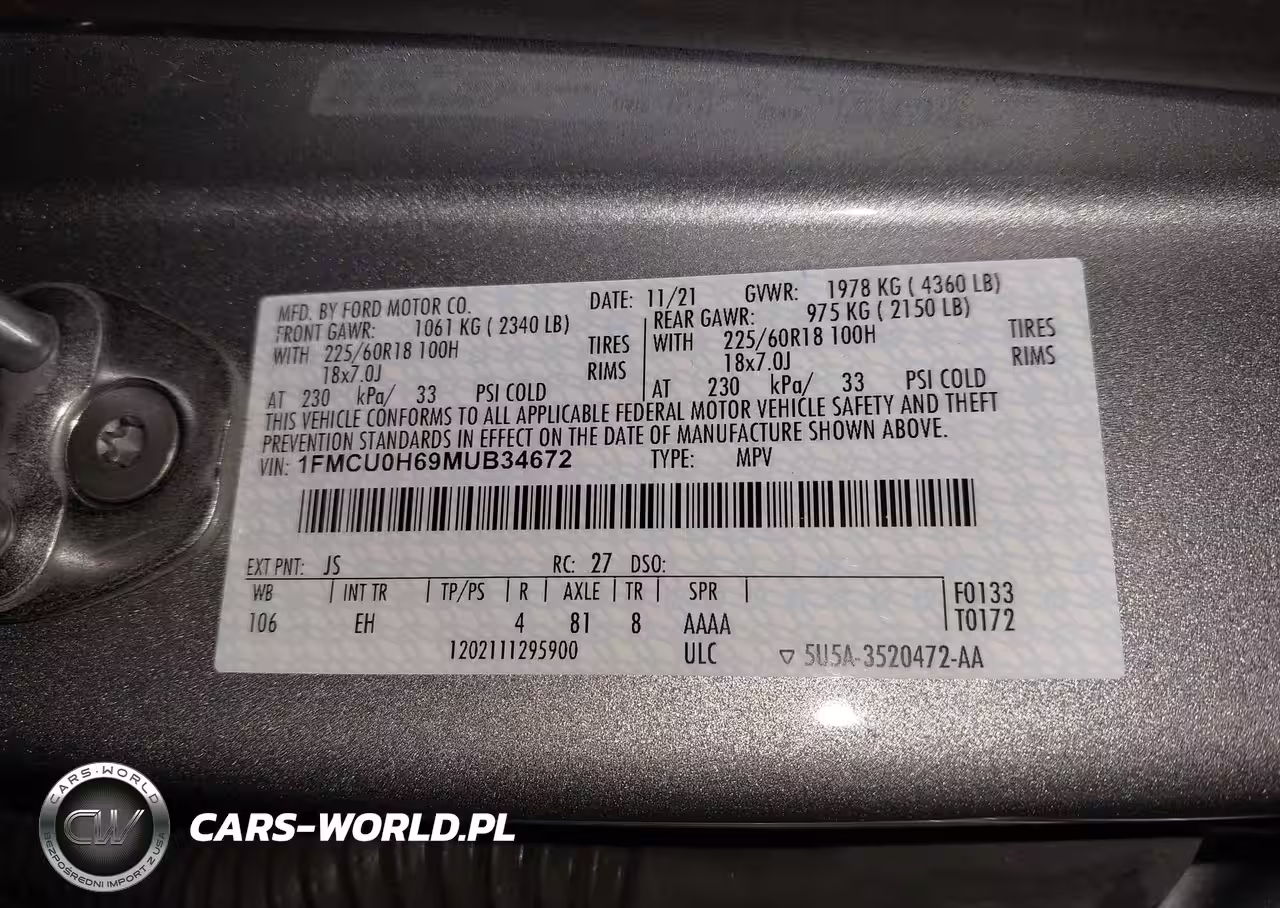 MFD. BY FORD MOTOR CO. DATE: 11/21 GVWR: 1978 KG ( 4360 LB)
FRONT GAWR: 1061 KG ( 2340 LB) REAR GAWR: 975 KG ( 2150 LB)
WITH 225/60R18 100H TIRES WITH 225/60R18 100H TIRES
18x7.0J RIMS 18x7.0J RIMS
AT 230 kPa/ 33 PSI COLD AT 230 kPa/ 33 PSI COLD
THIS VEHICLE CONFORMS TO ALL APPLICABLE FEDERAL MOTOR VEHICLE SAFETY AND THEFT
PREVENTION STANDARDS IN EFFECT ON THE DATE OF MANUFACTURE SHOWN ABOVE.
VIN: 1FMCU0H69MUB34672 TYPE: MPV
EXT PNT: JS RC: 27 DSO:
WB INT TR TP/PS R AXLE TR SPR F0133
106 EH 4 81 8 AAAA T0172
1202111295900 ULC ▽ 5U5A-3520472-AA
CARS-WORLD
CW
BEZPOŚREDNI IMPORT Z USA
CARS-WORLD.PL